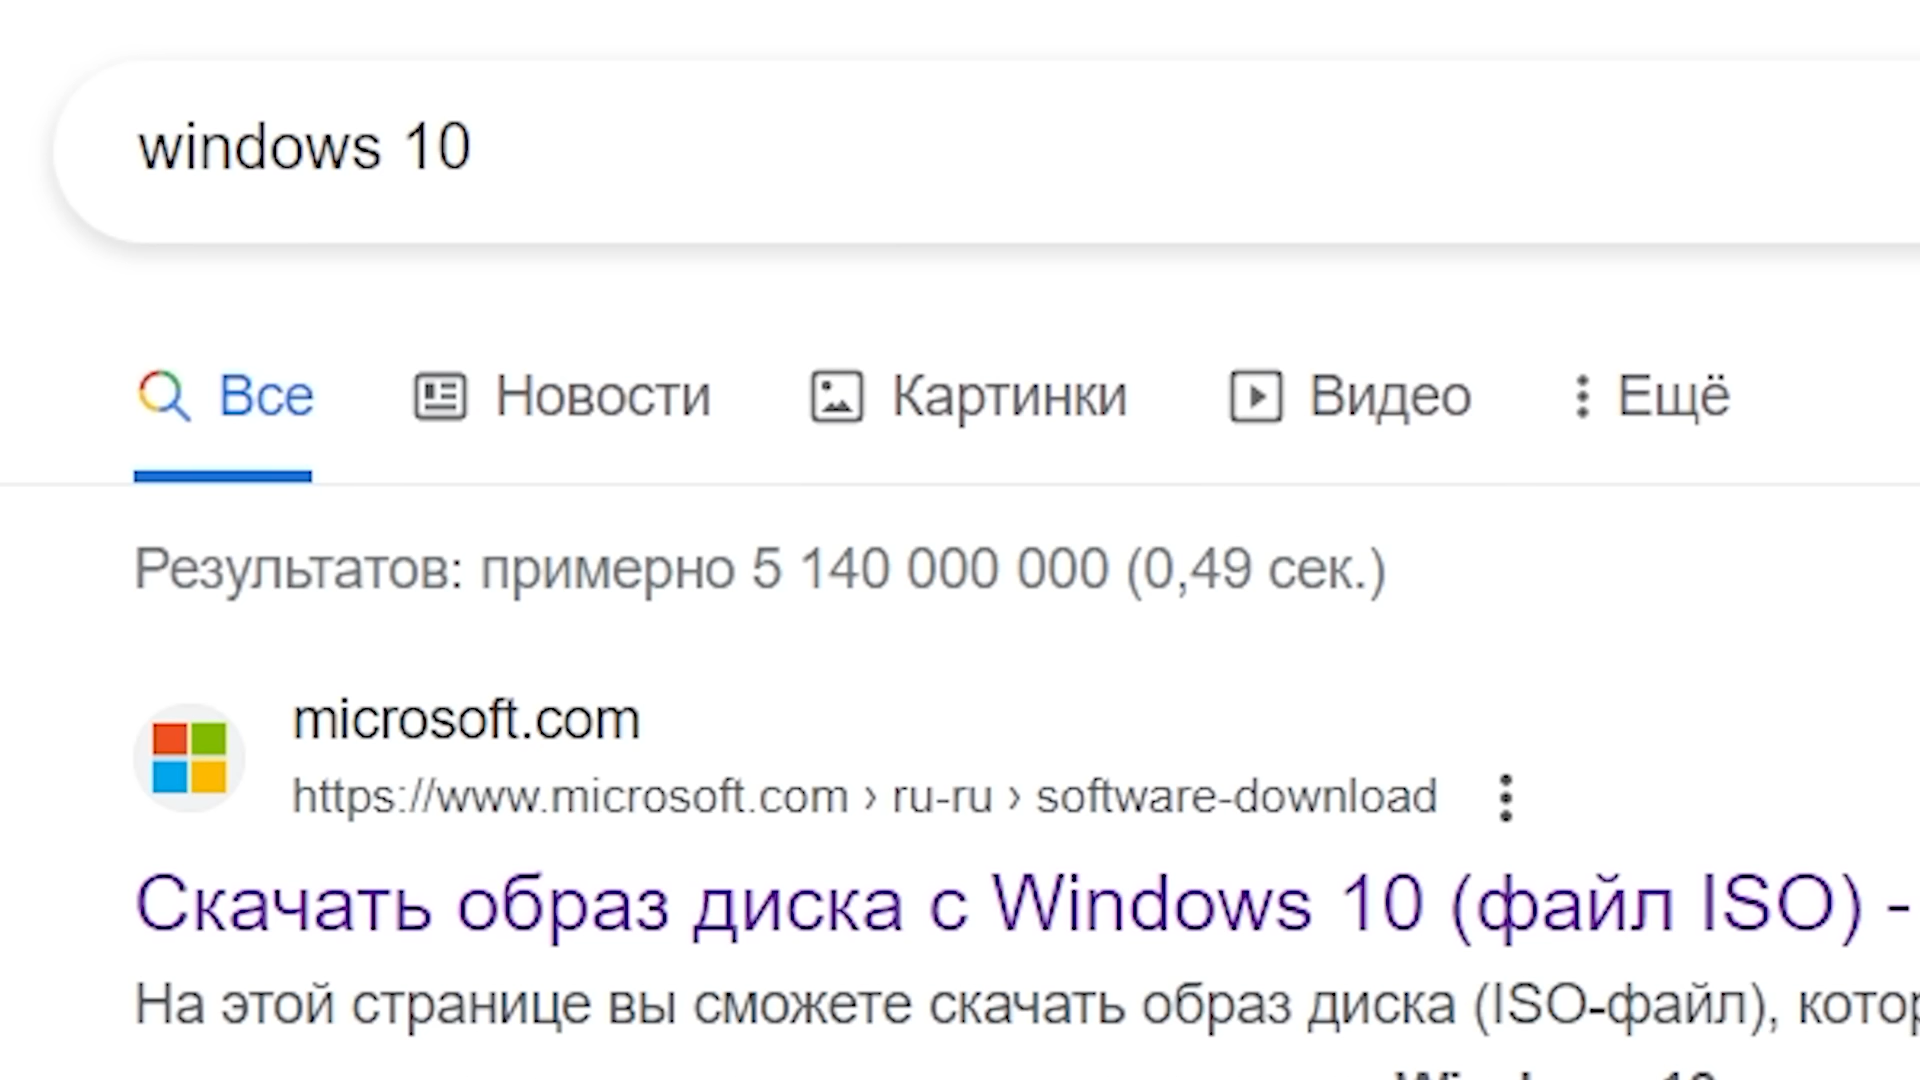 windows 10
Все Новости Картинки Видео Ещё
Результатов: примерно 5 140 000 000 (0,49 сек.)
microsoft.com
https://www.microsoft.com › ru-ru › software-download
Скачать образ диска с Windows 10 (файл ISO) -
На этой странице вы сможете скачать образ диска (ISO-файл),